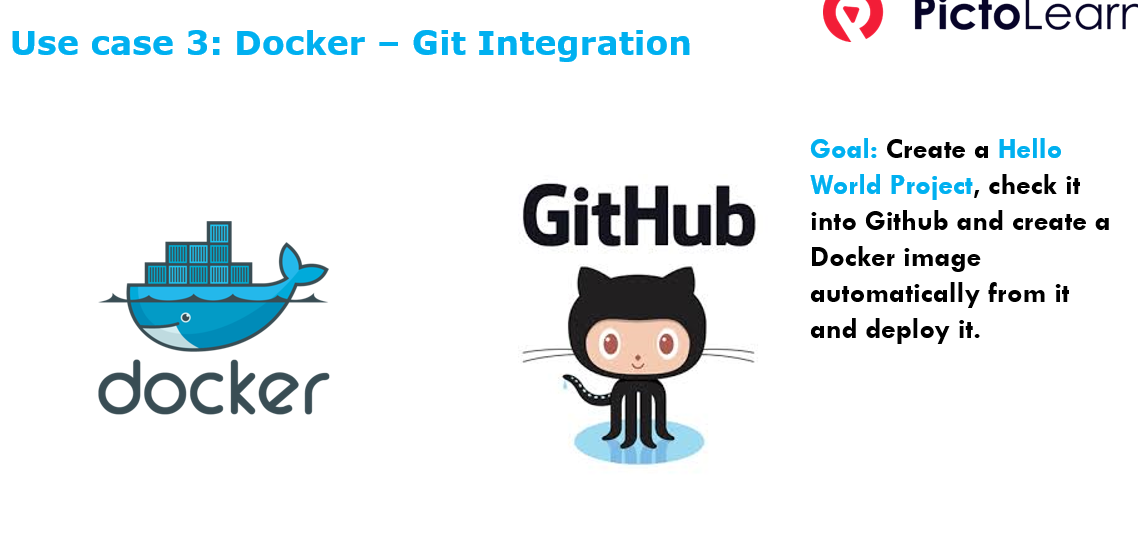 Use case 3: Docker – Git Integration
PictoLearn
Goal: Create a Hello
World Project, check it
into Github and create a
Docker image
automatically from it
and deploy it.
GitHub
docker